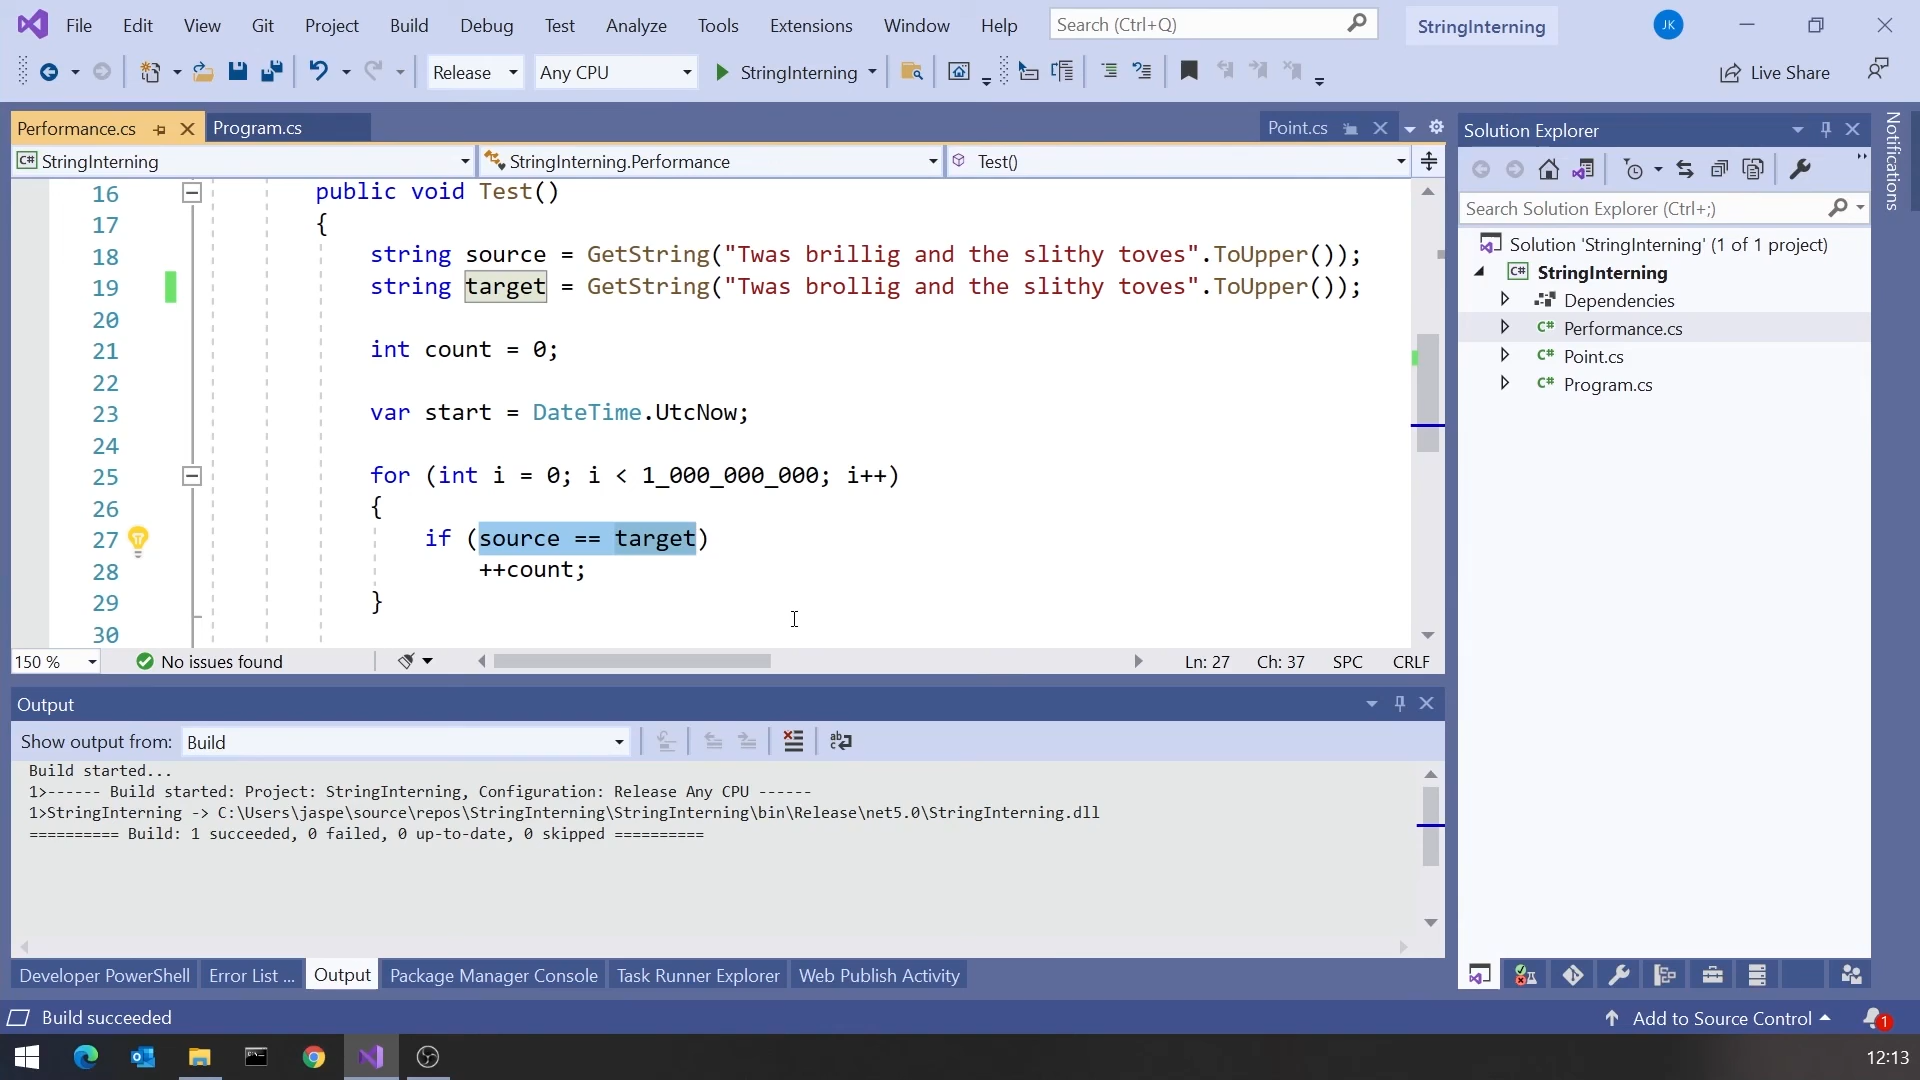 File Edit View Git Project Build Debug Test Analyze Tools Extensions Window Help Search (Ctrl+Q) StringInterning JK
Release Any CPU StringInterning Live Share
Performance.cs Program.cs Point.cs
StringInterning StringInterning.Performance Test()
16 public void Test()
17 {
18 string source = GetString("Twas brillig and the slithy toves".ToUpper());
19 string target = GetString("Twas brollig and the slithy toves".ToUpper());
20
21 int count = 0;
22
23 var start = DateTime.UtcNow;
24
25 for (int i = 0; i < 1_000_000_000; i++)
26 {
27 if (source == target)
28 ++count;
29 }
30
150 % No issues found Ln: 27 Ch: 37 SPC CRLF
Output
Show output from: Build
Build started...
1>------ Build started: Project: StringInterning, Configuration: Release Any CPU ------
1>StringInterning -> C:\Users\jaspe\source\repos\StringInterning\StringInterning\bin\Release\net5.0\StringInterning.dll
========== Build: 1 succeeded, 0 failed, 0 up-to-date, 0 skipped ==========
Developer PowerShell Error List ... Output Package Manager Console Task Runner Explorer Web Publish Activity
Solution Explorer
Search Solution Explorer (Ctrl+;)
Solution 'StringInterning' (1 of 1 project)
C# StringInterning
Dependencies
C# Performance.cs
C# Point.cs
C# Program.cs
Notifications
Build succeeded Add to Source Control 1
12:13